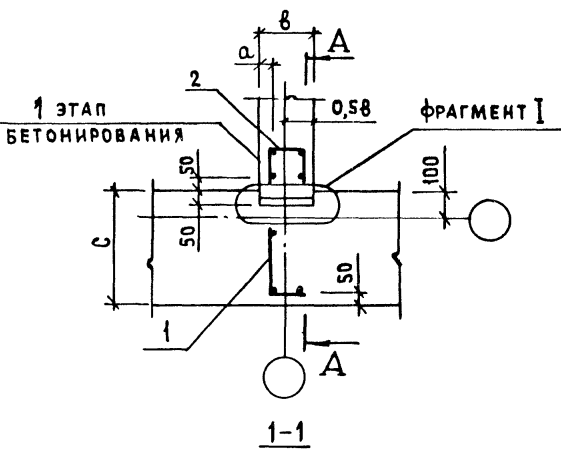 в
А
а
2
0,5в
1 ЭТАП
БЕТОНИРОВАНИЯ
ФРАГМЕНТ I
50
100
50
С
50
1
А
1-1